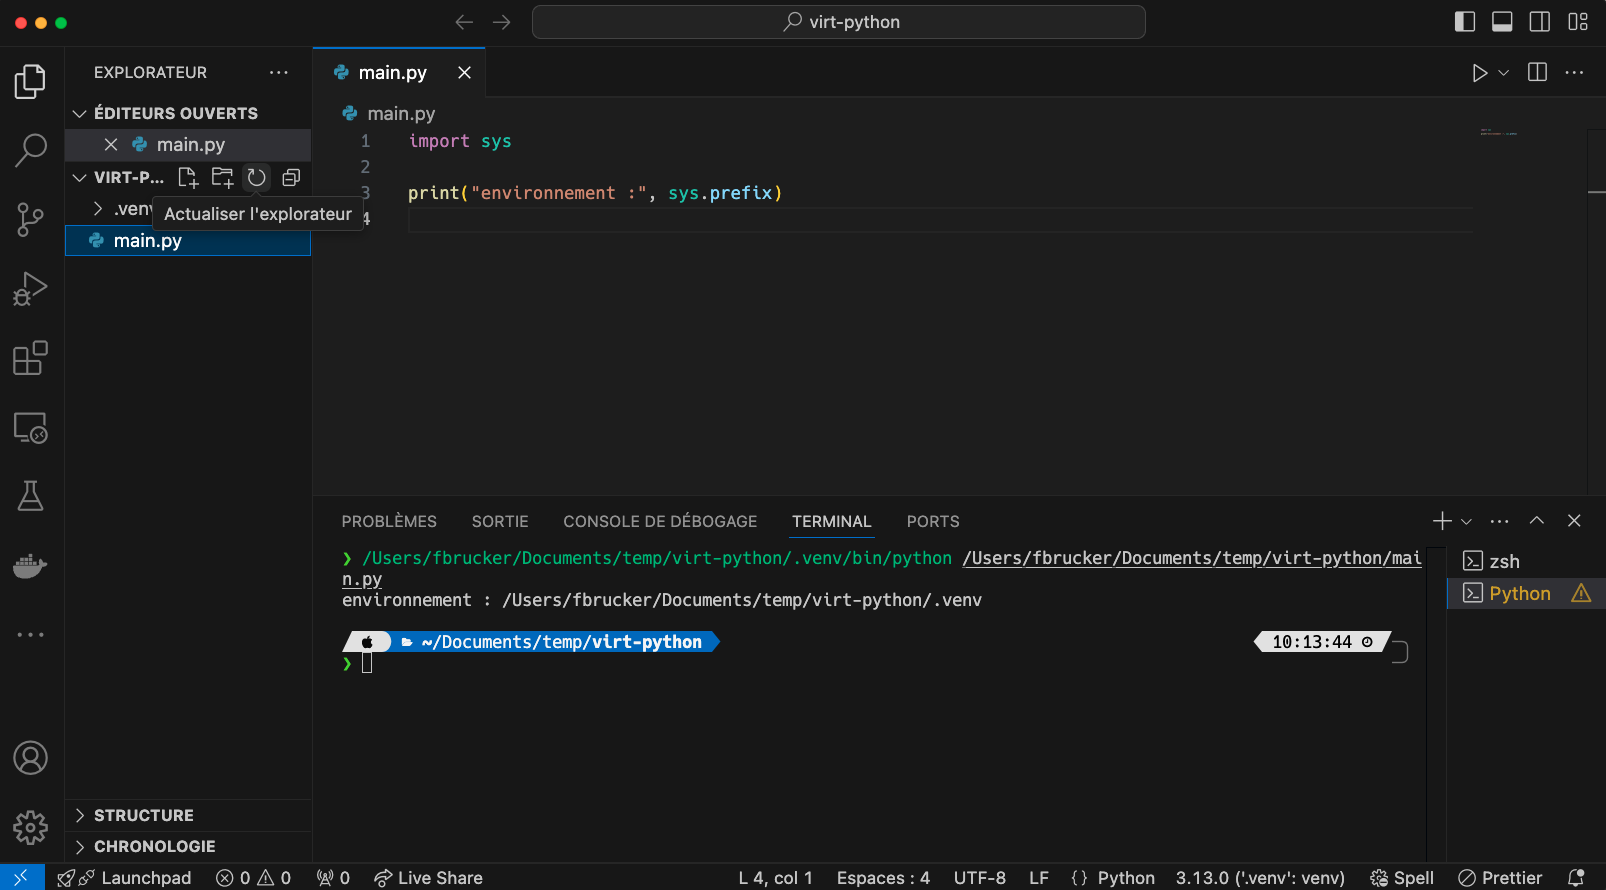 virt-python
EXPLORATEUR
main.py
ÉDITEURS OUVERTS
main.py
main.py
VIRT-P...
.venv
Actualiser l'explorateur
main.py
1 import sys
2
3 print("environnement :", sys.prefix)
4
PROBLÈMES SORTIE CONSOLE DE DÉBOGAGE TERMINAL PORTS
❯ /Users/fbrucker/Documents/temp/virt-python/.venv/bin/python /Users/fbrucker/Documents/temp/virt-python/mai
n.py
environnement : /Users/fbrucker/Documents/temp/virt-python/.venv
~/Documents/temp/virt-python 10:13:44
❯
zsh
Python
STRUCTURE
CHRONOLOGIE
Launchpad 0 0 0 Live Share L 4, col 1 Espaces : 4 UTF-8 LF {} Python 3.13.0 ('.venv': venv) Spell Prettier